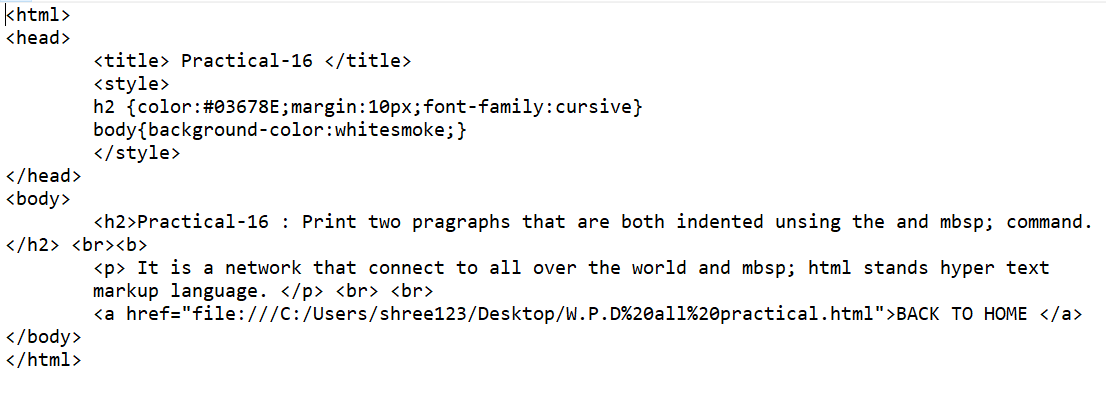 <html>
<head>
<title> Practical-16 </title>
<style>
h2 {color:#03678E;margin:10px;font-family:cursive}
body{background-color:whitesmoke;}
</style>
</head>
<body>
<h2>Practical-16 : Print two pragraphs that are both indented unsing the and mbsp; command.
</h2> <br><b>
<p> It is a network that connect to all over the world and mbsp; html stands hyper text
markup language. </p> <br> <br>
<a href="file:///C:/Users/shree123/Desktop/W.P.D%20all%20practical.html">BACK TO HOME </a>
</body>
</html>